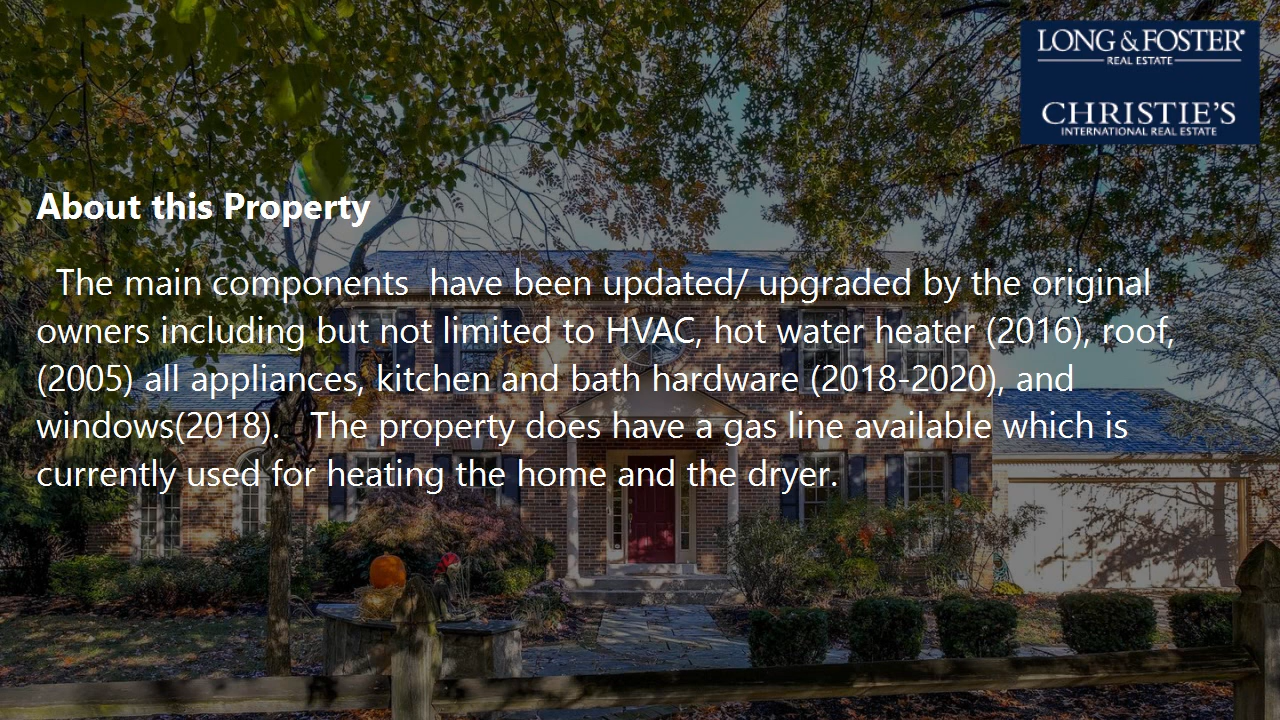 LONG & FOSTER®
REAL ESTATE
CHRISTIE'S
INTERNATIONAL REAL ESTATE
About this Property
The main components  have been updated/ upgraded by the original
owners including but not limited to HVAC, hot water heater (2016), roof,
(2005) all appliances, kitchen and bath hardware (2018-2020), and
windows(2018).   The property does have a gas line available which is
currently used for heating the home and the dryer.